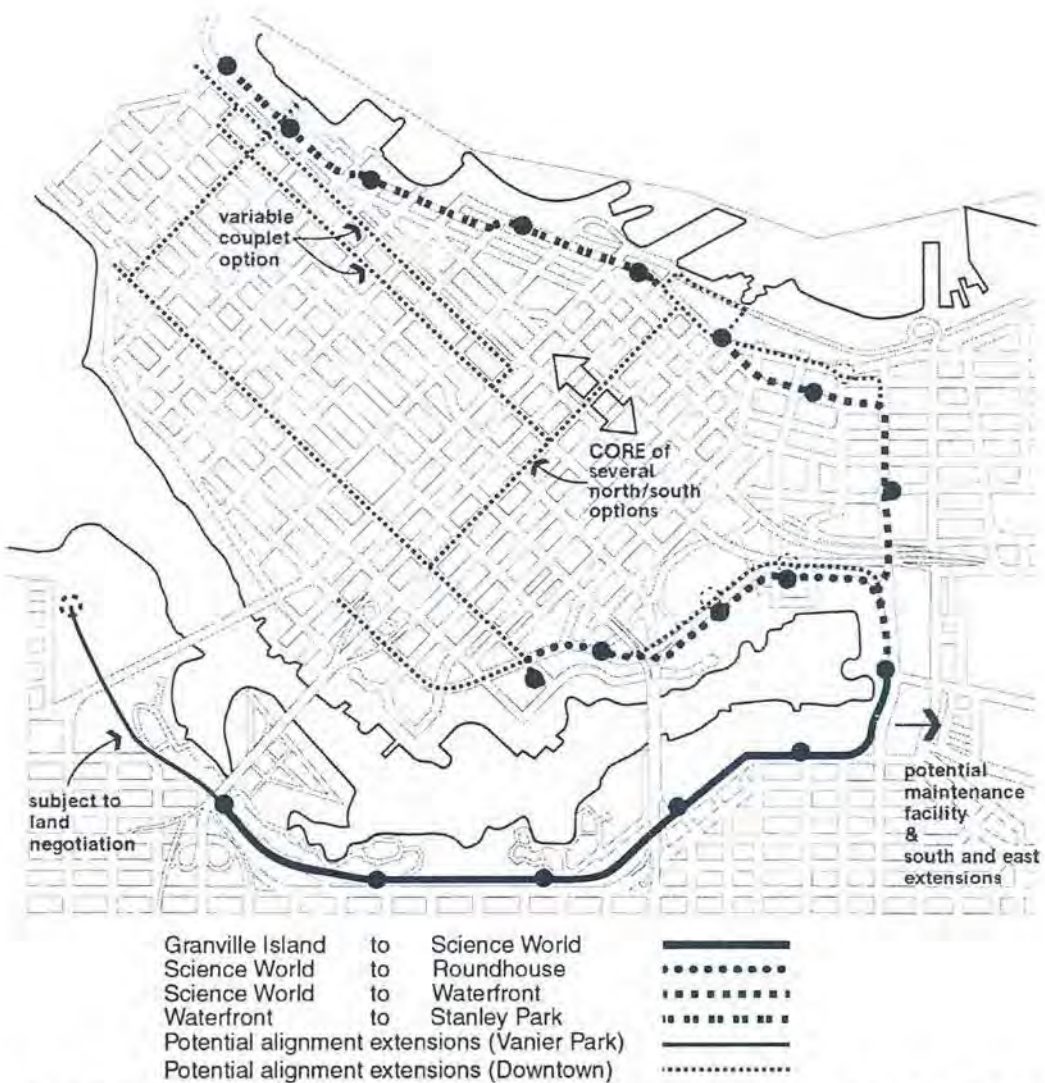 variable
couplet
option
CORE of
several
north/south
options
subject to
land
negotiation
potential
maintenance
facility
&
south and east
extensions
Granville Island to Science World
Science World to Roundhouse
Science World to Waterfront
Waterfront to Stanley Park
Potential alignment extensions (Vanier Park)
Potential alignment extensions (Downtown)